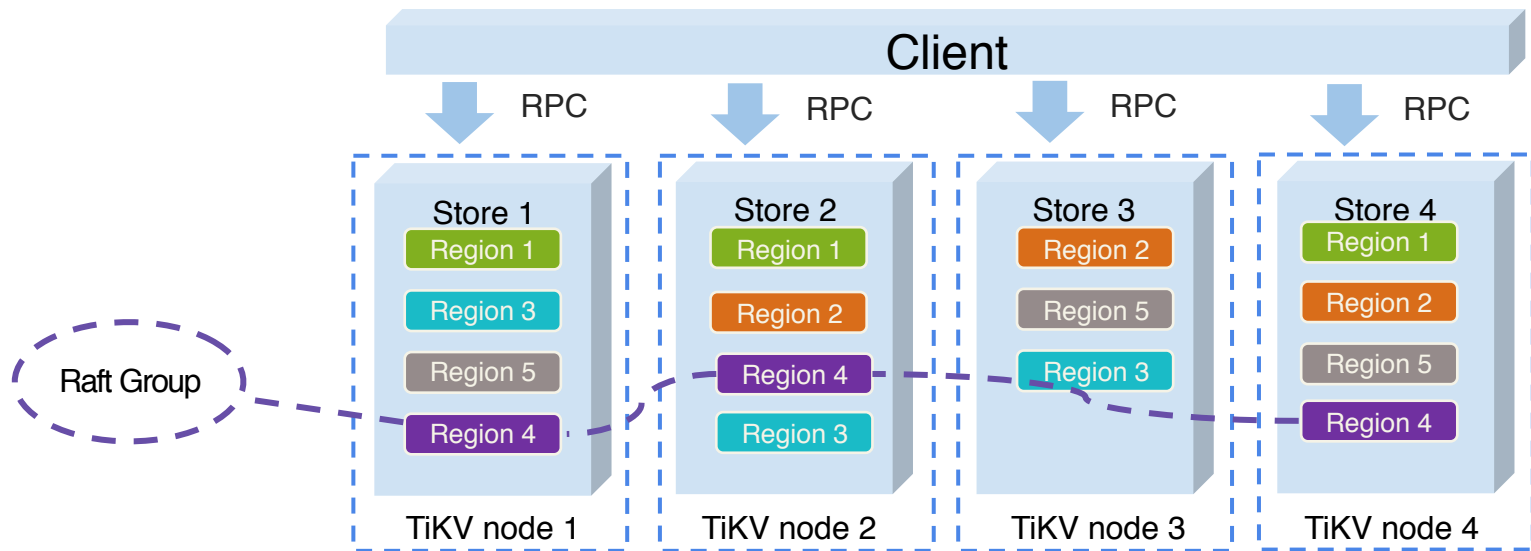 Client
RPC
RPC
RPC
RPC
Store 1
Region 1
Region 3
Region 5
Region 4
TiKV node 1
Store 2
Region 1
Region 2
Region 4
Region 3
TiKV node 2
Store 3
Region 2
Region 5
Region 3
TiKV node 3
Store 4
Region 1
Region 2
Region 5
Region 4
TiKV node 4
Raft Group